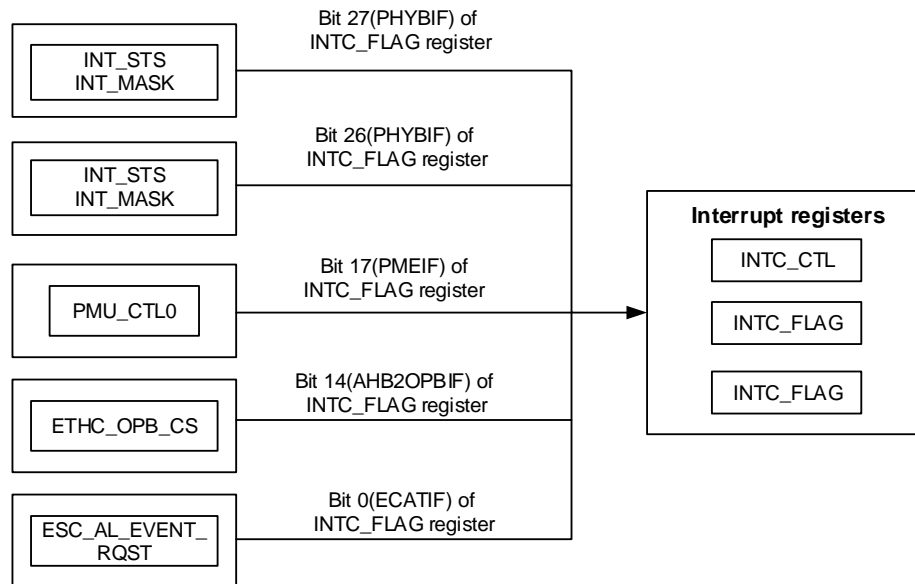 Bit 27(PHYBIF) of
INTC_FLAG register
INT_STS
INT_MASK
Bit 26(PHYBIF) of
INTC_FLAG register
INT_STS
INT_MASK
Interrupt registers
INTC_CTL
INTC_FLAG
INTC_FLAG
Bit 17(PMEIF) of
INTC_FLAG register
PMU_CTL0
Bit 14(AHB2OPBIF) of
INTC_FLAG register
ETHC_OPB_CS
Bit 0(ECATIF) of
INTC_FLAG register
ESC_AL_EVENT_
RQST